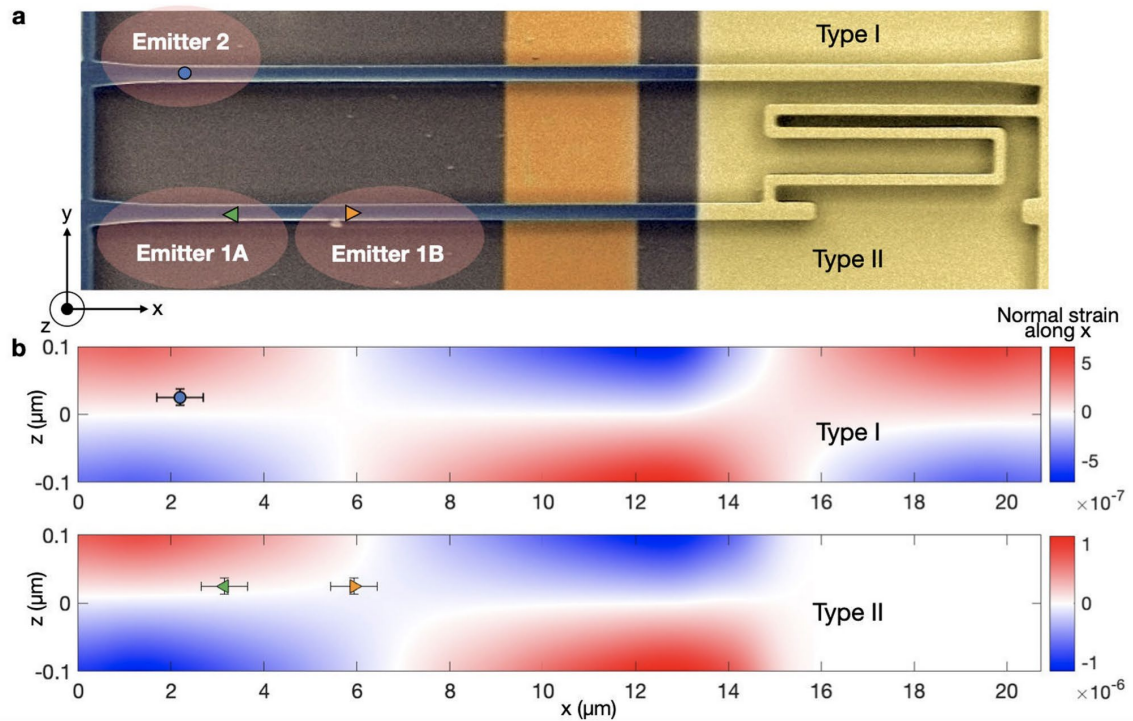 a
Emitter 2
Type I
Emitter 1A
Emitter 1B
Type II
y
x
z
b
Normal strain
along x
0.1
0
-0.1
z (µm)
Type I
0 2 4 6 8 10 12 14 16 18 20
5
0
-5
×10⁻⁷
0.1
0
-0.1
z (µm)
Type II
0 2 4 6 8 10 12 14 16 18 20
x (µm)
1
0
-1
×10⁻⁶